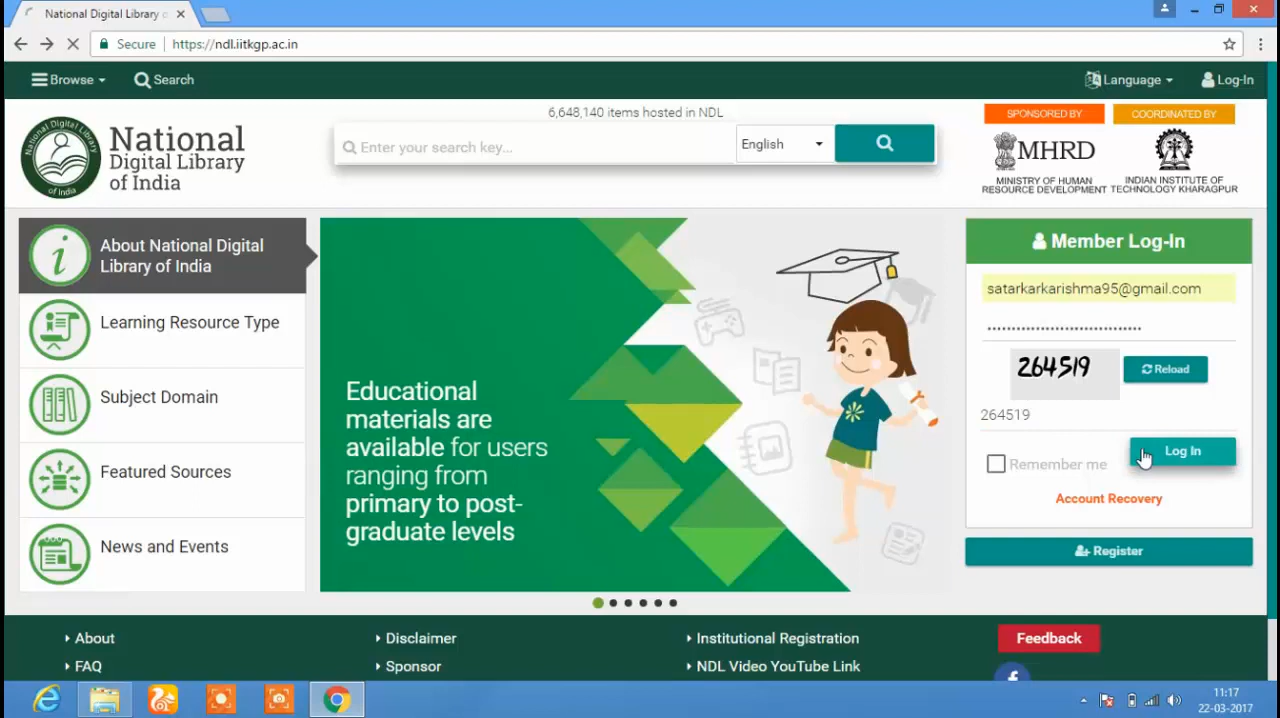 National Digital Library o
Secure
https://ndl.iitkgp.ac.in
Browse
Search
Language
Log-In
National
Digital Library
of India
National Digital Library
of India
6,648,140 items hosted in NDL
Enter your search key...
English
SPONSORED BY
MHRD
MINISTRY OF HUMAN
RESOURCE DEVELOPMENT
COORDINATED BY
INDIAN INSTITUTE OF
TECHNOLOGY KHARAGPUR
About National Digital
Library of India
Learning Resource Type
Subject Domain
Featured Sources
News and Events
Educational
materials are
available for users
ranging from
primary to post-
graduate levels
Member Log-In
satarkarkarishma95@gmail.com
264519
Reload
264519
Remember me
Log In
Account Recovery
Register
About
Disclaimer
Institutional Registration
Feedback
FAQ
Sponsor
NDL Video YouTube Link
11:17
22-03-2017